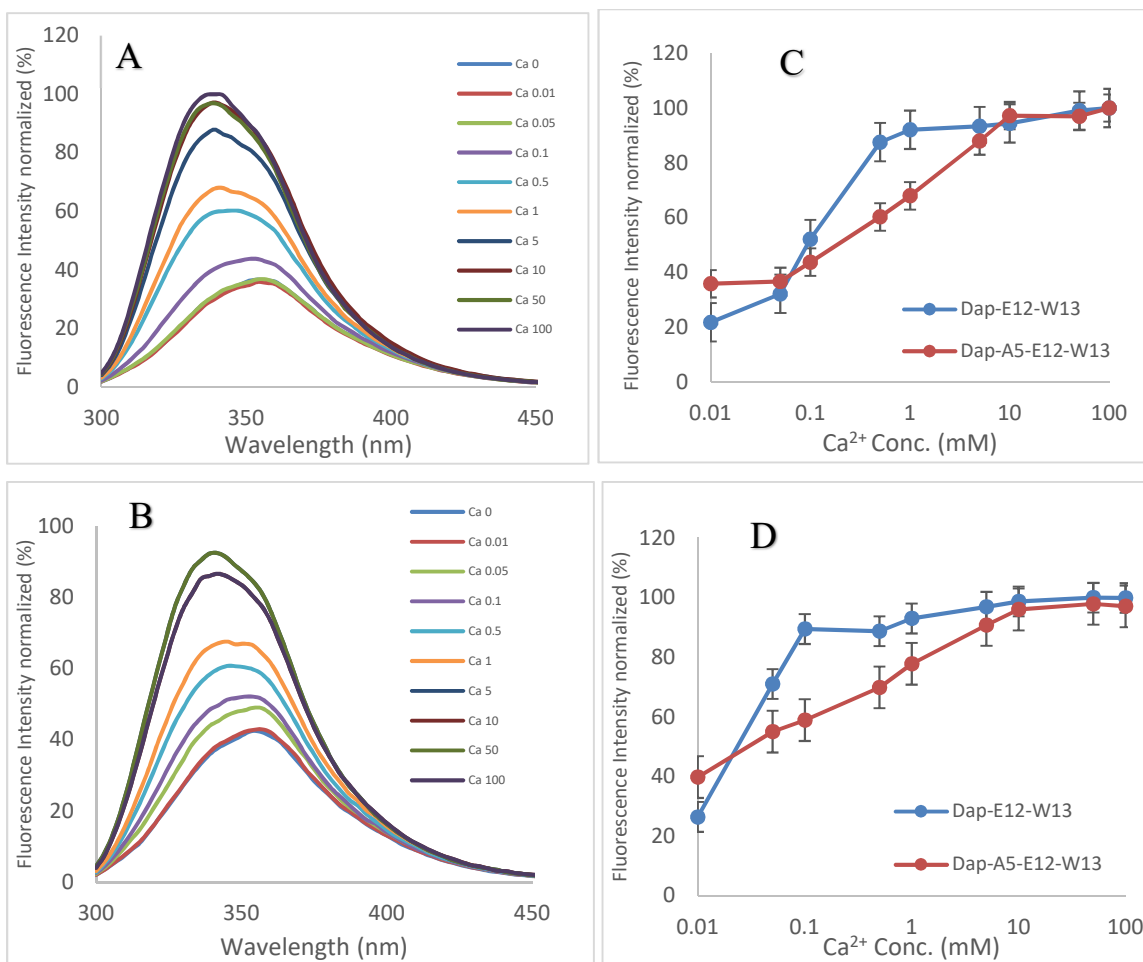 A
Fluorescence Intensity normalized (%)
120
100
80
60
40
20
0
300
350
400
450
Wavelength (nm)
Ca 0
Ca 0.01
Ca 0.05
Ca 0.1
Ca 0.5
Ca 1
Ca 5
Ca 10
Ca 50
Ca 100
C
Fluorescence Intensity normalized (%)
120
100
80
60
40
20
0
0.01
0.1
1
10
100
Ca²⁺ Conc. (mM)
Dap-E12-W13
Dap-A5-E12-W13
B
Fluorescence Intensity normalized (%)
100
80
60
40
20
0
300
350
400
450
Wavelength (nm)
Ca 0
Ca 0.01
Ca 0.05
Ca 0.1
Ca 0.5
Ca 1
Ca 5
Ca 10
Ca 50
Ca 100
D
Fluorescence Intensity normalized (%)
120
100
80
60
40
20
0
0.01
0.1
1
10
100
Ca²⁺ Conc. (mM)
Dap-E12-W13
Dap-A5-E12-W13